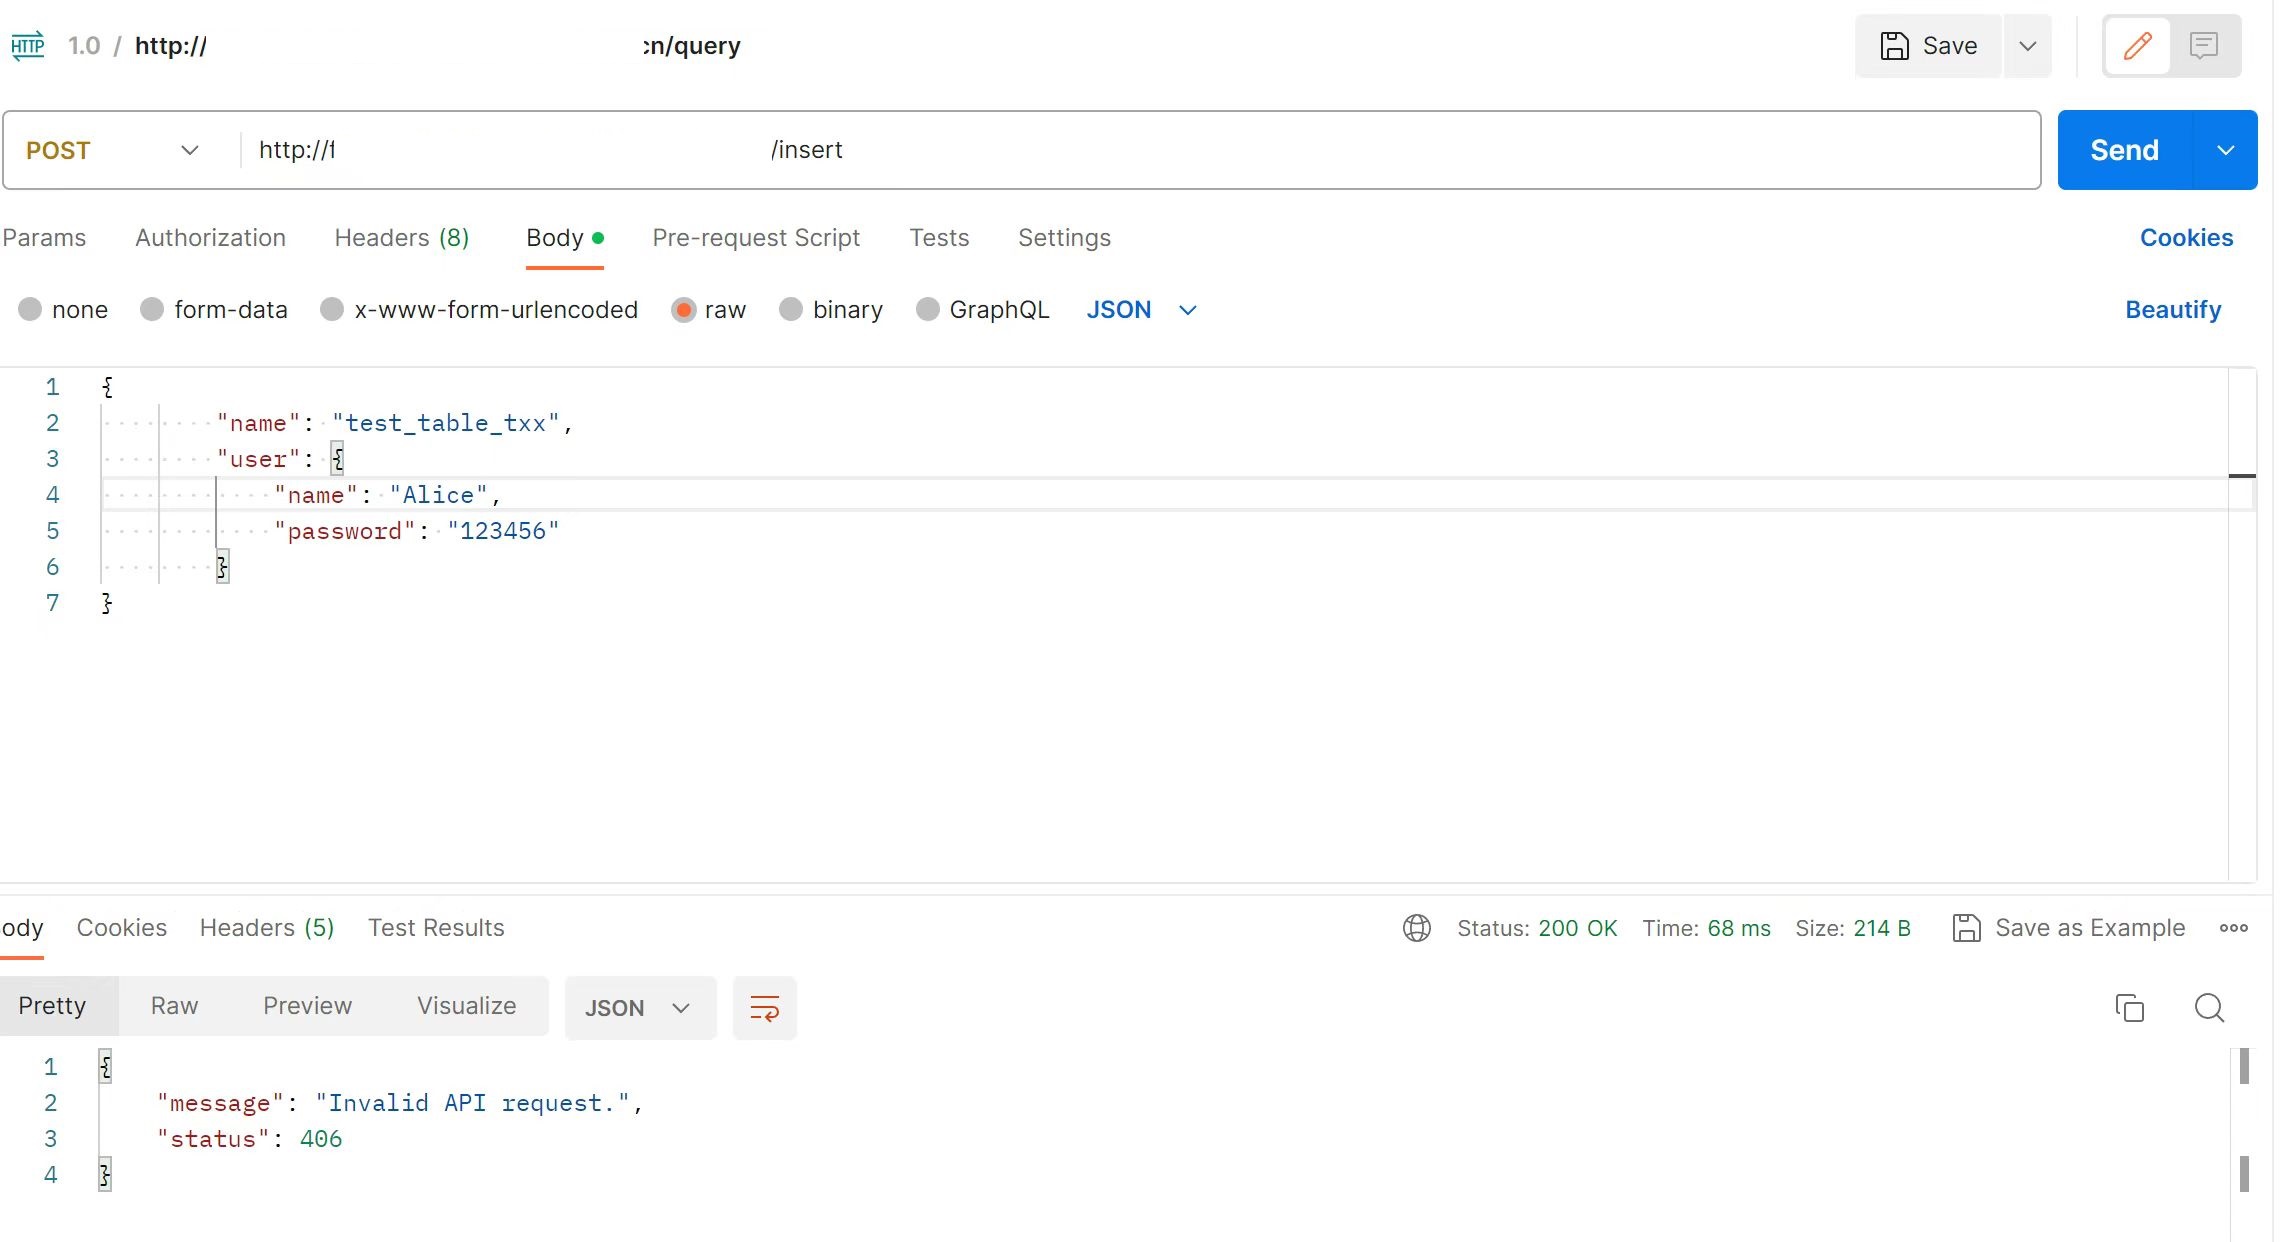 HTTP 1.0 / http:// cn/query Save
POST http://f /insert Send
Params Authorization Headers (8) Body Pre-request Script Tests Settings Cookies
none form-data x-www-form-urlencoded raw binary GraphQL JSON Beautify
1 {
2 "name": "test_table_txx",
3 "user": {
4 "name": "Alice",
5 "password": "123456"
6 }
7 }
ody Cookies Headers (5) Test Results Status: 200 OK Time: 68 ms Size: 214 B Save as Example
Pretty Raw Preview Visualize JSON
1 {
2 "message": "Invalid API request.",
3 "status": 406
4 }